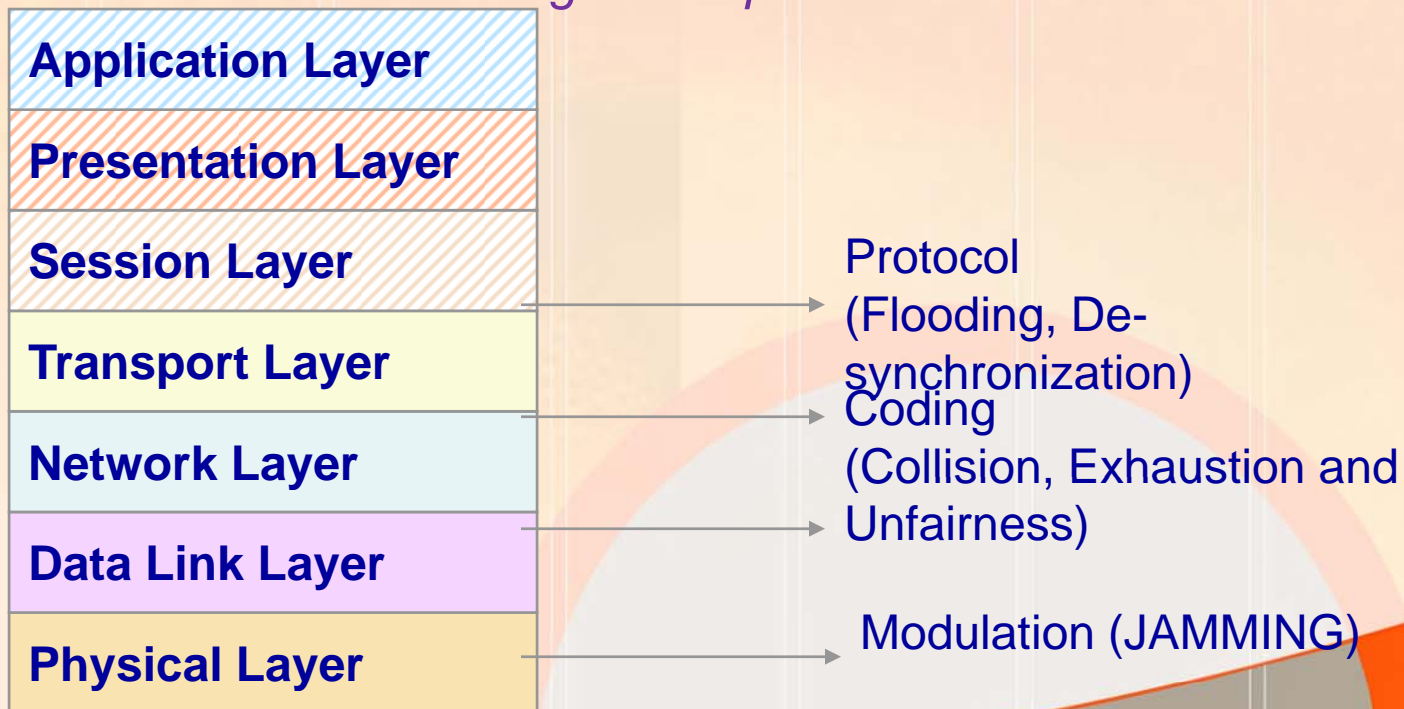 Application Layer
Presentation Layer
Session Layer
Transport Layer
Network Layer
Data Link Layer
Physical Layer
Protocol
(Flooding, De-
synchronization)
Coding
(Collision, Exhaustion and
Unfairness)
Modulation (JAMMING)